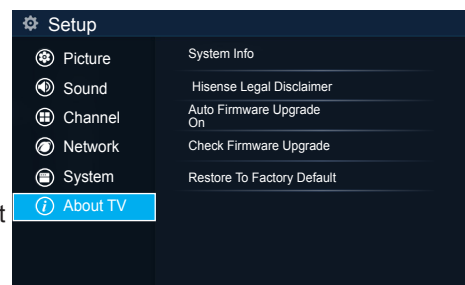 Setup
Picture
Sound
Channel
Network
System
t
About TV
System Info
Hisense Legal Disclaimer
Auto Firmware Upgrade
On
Check Firmware Upgrade
Restore To Factory Default